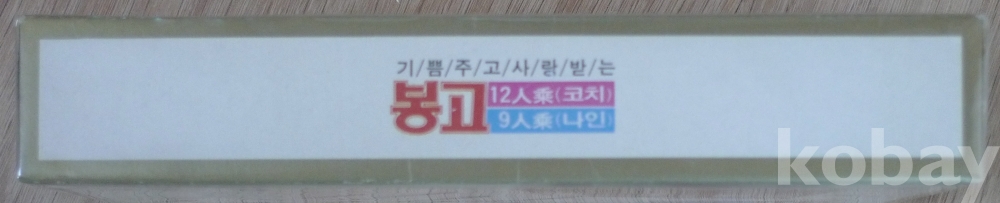 기/쁨/주/고/사/랑/받/는
봉고 12人乘(코치)
9人乘(나인)
kobay